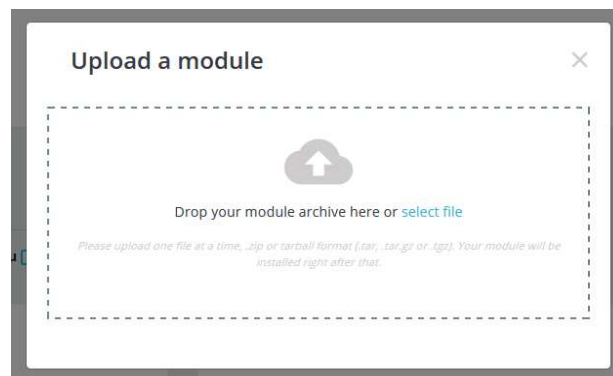 Upload a module
Drop your module archive here or select file
Please upload one file at a time, .zip or tarball format (.tar, .tar.gz or .tgz). Your module will be
installed right after that.